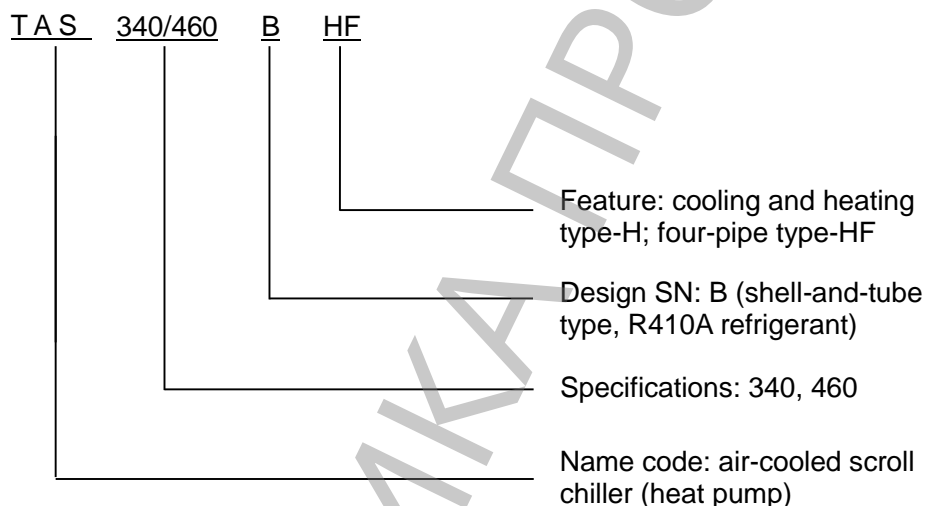 TAS 340/460 B HF
Feature: cooling and heating
type-H; four-pipe type-HF
Design SN: B (shell-and-tube
type, R410A refrigerant)
Specifications: 340, 460
Name code: air-cooled scroll
chiller (heat pump)